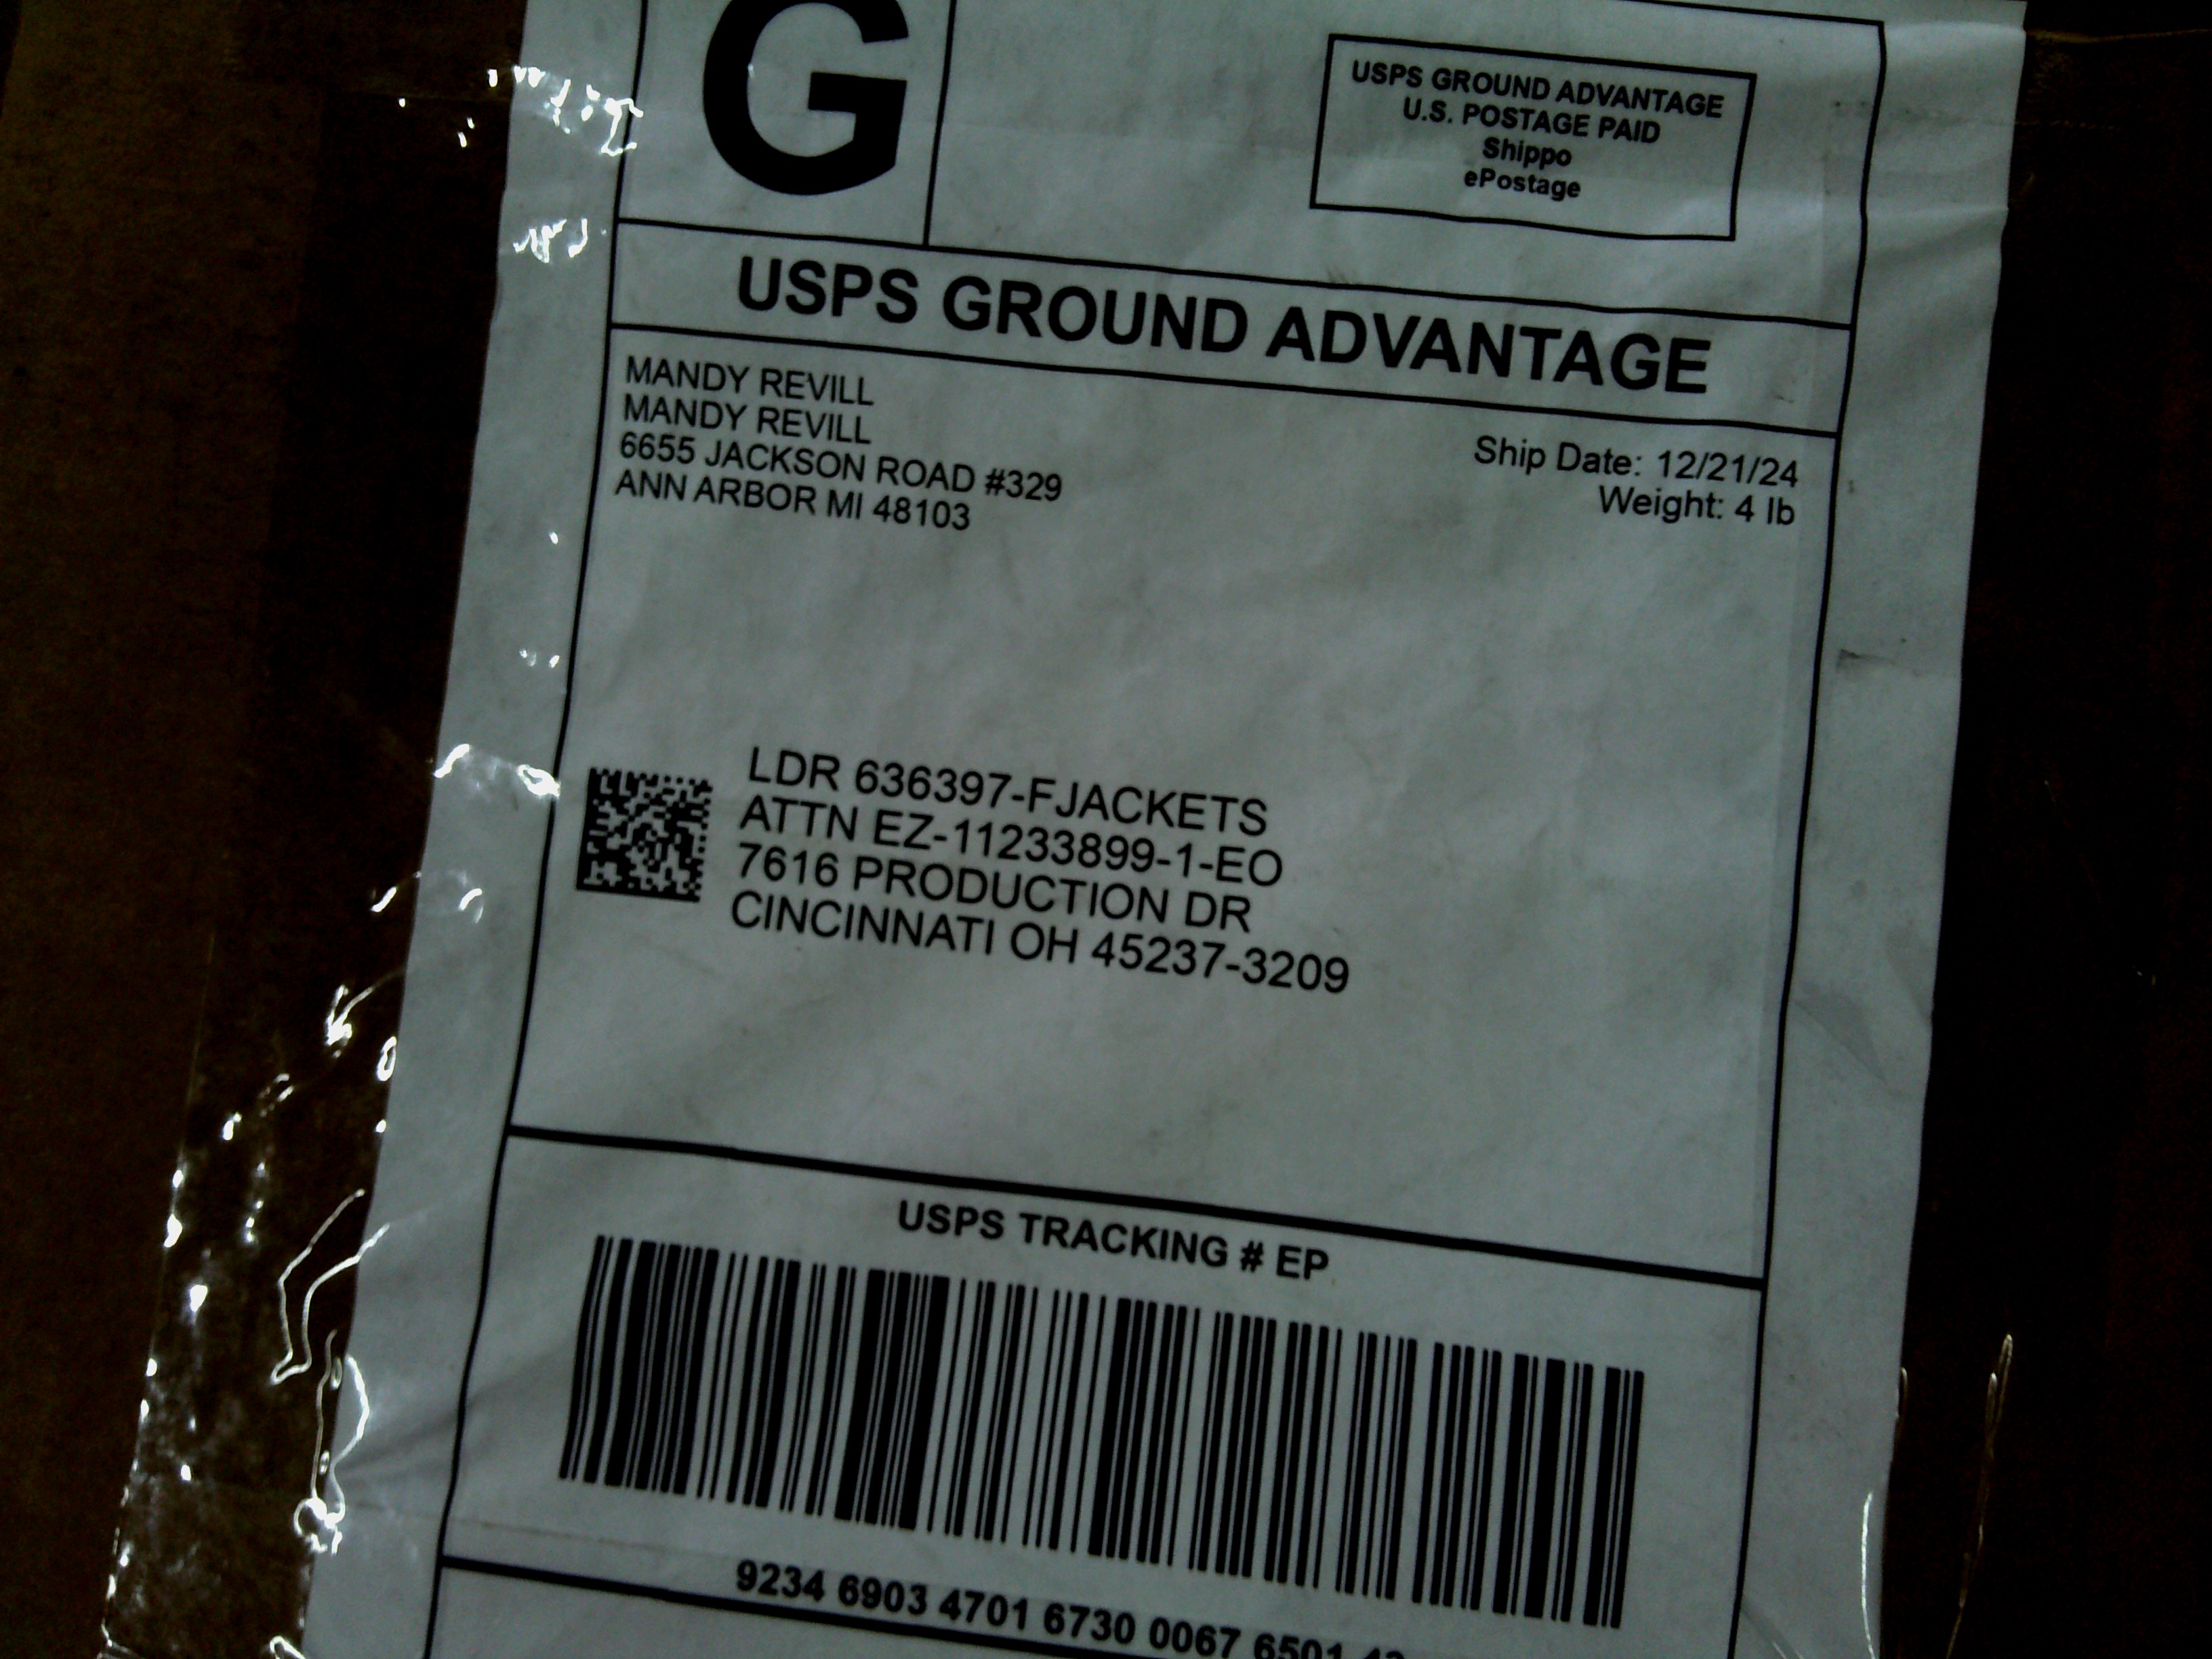 G
USPS GROUND ADVANTAGE
U.S. POSTAGE PAID
Shippo
ePostage
USPS GROUND ADVANTAGE
MANDY REVILL
MANDY REVILL
6655 JACKSON ROAD #329
ANN ARBOR MI 48103
Ship Date: 12/21/24
Weight: 4 lb
LDR 636397-FJACKETS
ATTN EZ-11233899-1-EO
7616 PRODUCTION DR
CINCINNATI OH 45237-3209
USPS TRACKING # EP
9234 6903 4701 6730 0067 6501